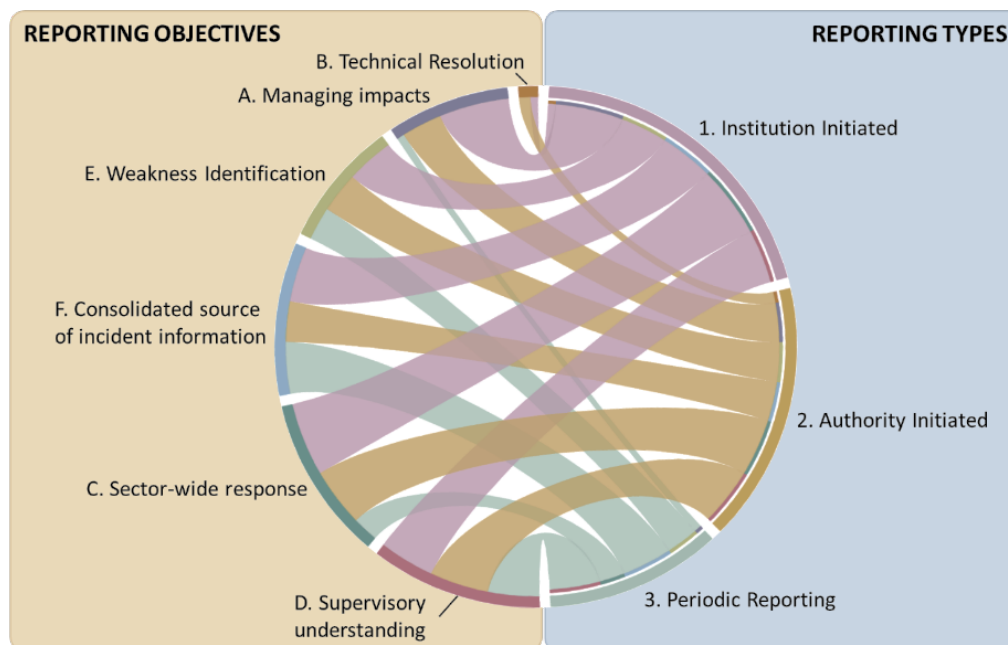 REPORTING OBJECTIVES
REPORTING TYPES
B. Technical Resolution
A. Managing impacts
1. Institution Initiated
E. Weakness Identification
F. Consolidated source
of incident information
2. Authority Initiated
C. Sector-wide response
D. Supervisory
understanding
3. Periodic Reporting